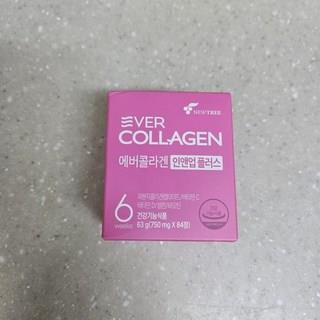 NEWTREE
EVER
COLLAGEN
에버콜라겐 인앤업 플러스
6
weeks
건강기능식품
63 g(750 mg X 84정)